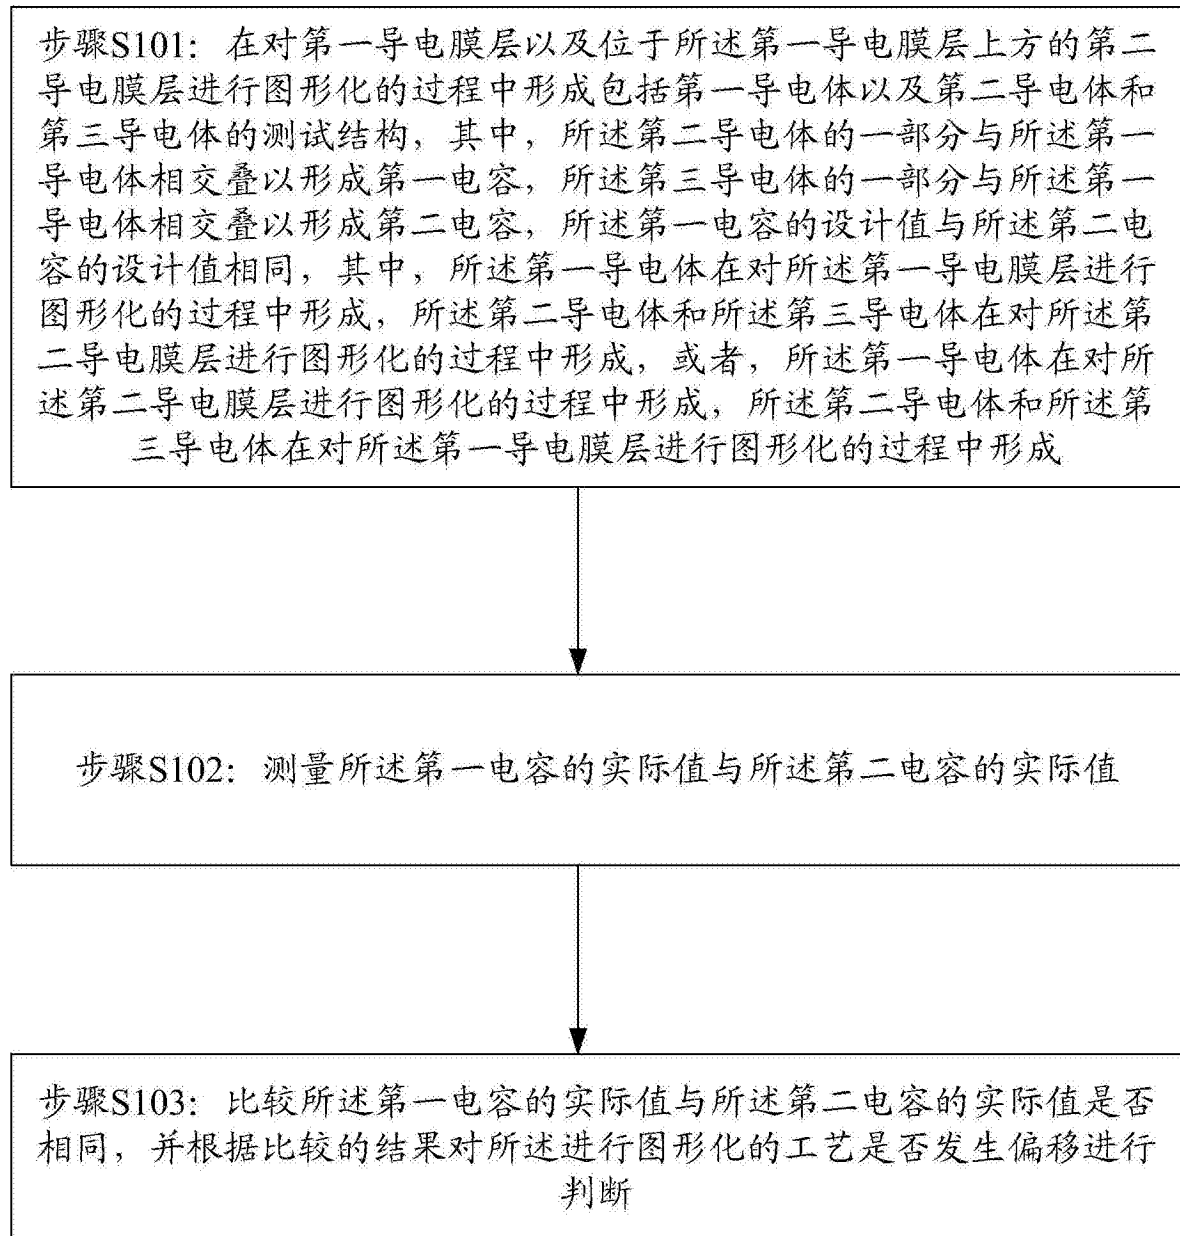 步骤S101：在对第一导电膜层以及位于所述第一导电膜层上方的第二
导电膜层进行图形化的过程中形成包括第一导电体以及第二导电体和
第三导电体的测试结构，其中，所述第二导电体的一部分与所述第一
导电体相交叠以形成第一电容，所述第三导电体的一部分与所述第一
导电体相交叠以形成第二电容，所述第一电容的设计值与所述第二电
容的设计值相同，其中，所述第一导电体在对所述第一导电膜层进行
图形化的过程中形成，所述第二导电体和所述第三导电体在对所述第
二导电膜层进行图形化的过程中形成，或者，所述第一导电体在对所
述第二导电膜层进行图形化的过程中形成，所述第二导电体和所述第
三导电体在对所述第一导电膜层进行图形化的过程中形成
步骤S102：测量所述第一电容的实际值与所述第二电容的实际值
步骤S103：比较所述第一电容的实际值与所述第二电容的实际值是否
相同，并根据比较的结果对所述进行图形化的工艺是否发生偏移进行
判断